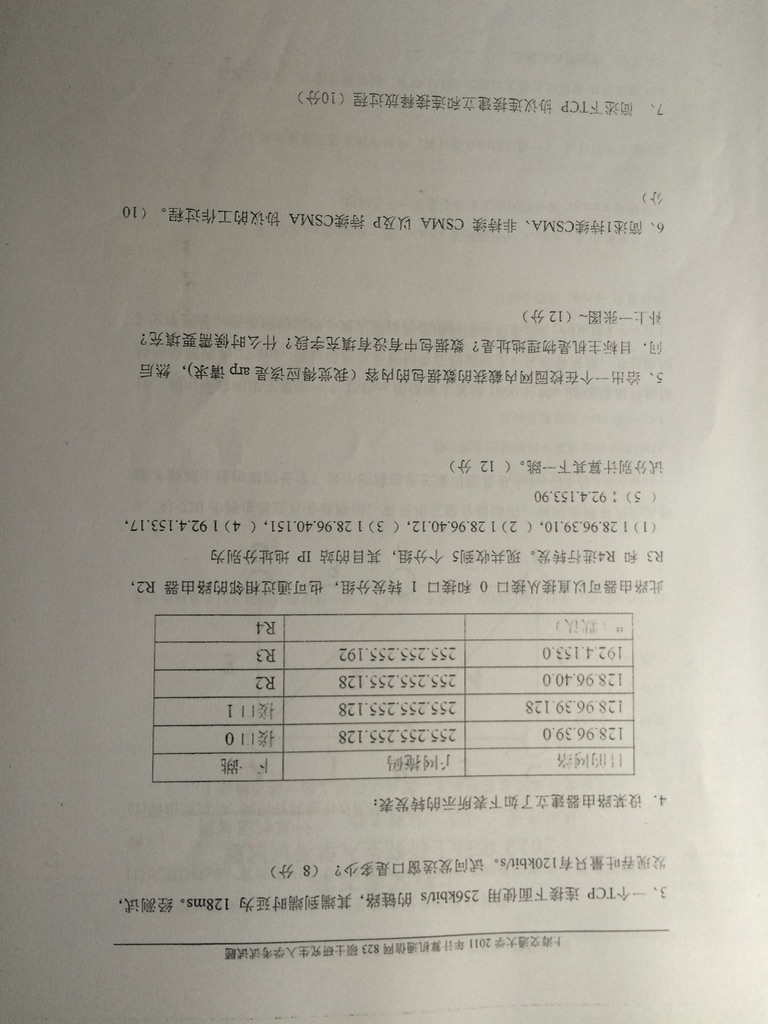 上海交通大学 2011 年计算机通信网 823 硕士研究生入学考试试题
3、一个TCP 连接下面使用 256kbit/s 的链路，其端到端时延为 128ms。经测试，
发现吞吐量只有120kbit/s。试问发送窗口是多少？（8 分）
4．设某路由器建立了如下表所示的转发表：
目的网络 子网掩码 下一跳
128.96.39.0 255.255.255.128 接口 0
128.96.39.128 255.255.255.128 接口 1
128.96.40.0 255.255.255.128 R2
192.4.153.0 255.255.255.192 R3
*（默认） R4
此路由器可以直接从接口 0 和接口 1 转发分组，也可通过相邻的路由器 R2，
R3 和 R4进行转发。现共收到5 个分组，其目的站 IP 地址分别为
（1）1 28.96.39.10，（ 2）1 28.96.40.12，（ 3）1 28.96.40.151，（ 4）1 92.4.153.17，
（ 5）1 92.4.153.90
试分别计算其下一跳。（ 12 分）
5、给出一个在校园网内截获的数据包的内容（我觉得应该是 arp 请求)，然后
问，目标主机是物理地址是？数据包中有没有填充字段？什么时候需要填充？
补上一张图~（12 分）
6、简述1持续CSMA、非持续 CSMA 以及P 持续CSMA 协议的工作过程。（10
分）
7、 简述下TCP 协议连接建立和连接释放过程（10分）